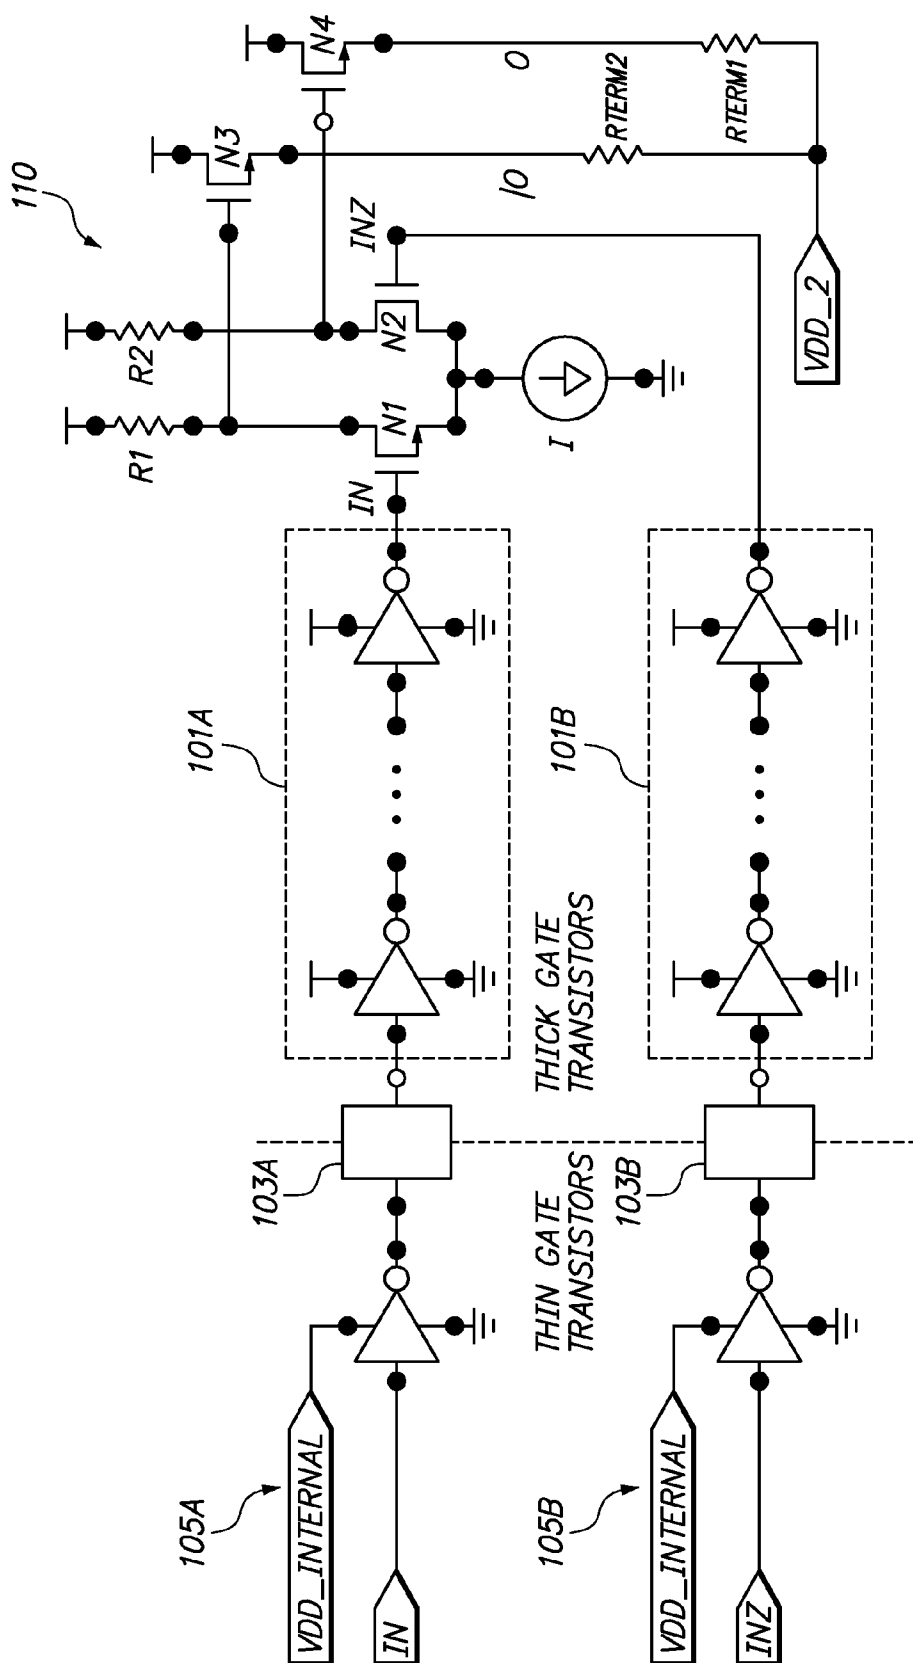 110
R1
R2
N3
N4
101A
IN
N1
N2
INZ
/O
O
I
RTERM2
RTERM1
VDD_2
105A
VDD_INTERNAL
IN
103A
THIN GATE
TRANSISTORS
THICK GATE
TRANSISTORS
105B
VDD_INTERNAL
INZ
103B
101B